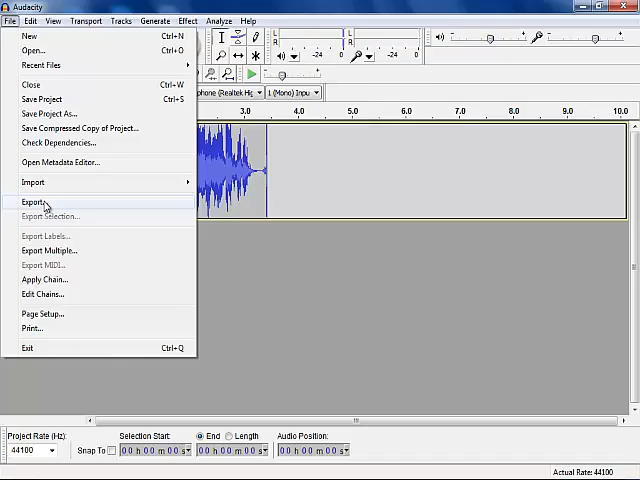 Audacity
File Edit View Transport Tracks Generate Effect Analyze Help
New Ctrl+N
Open... Ctrl+O
Recent Files
Close Ctrl+W
Save Project Ctrl+S
Save Project As...
Save Compressed Copy of Project...
Check Dependencies...
Open Metadata Editor...
Import
Export...
Export Selection...
Export Labels...
Export Multiple...
Export MIDI...
Apply Chain...
Edit Chains...
Page Setup...
Print...
Exit Ctrl+Q
L R -24 0 L R -24 0
phone (Realtek Hig 1 (Mono) Inpu
3.0 4.0 5.0 6.0 7.0 8.0 9.0 10.0
Project Rate (Hz): Selection Start: End Length Audio Position:
44100 Snap To 00 h 00 m 00 s 00 h 00 m 00 s 00 h 00 m 00 s
Actual Rate: 44100